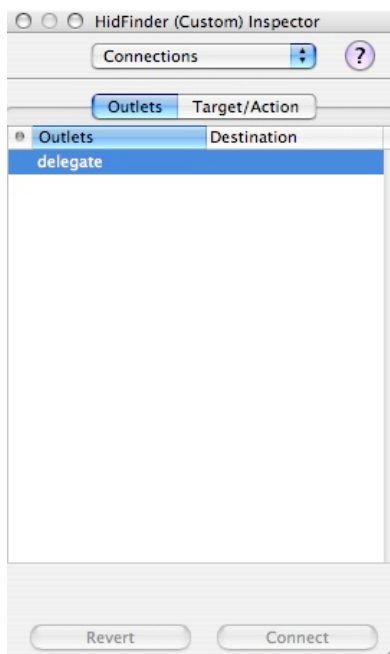 HidFinder (Custom) Inspector
Connections
?
Outlets Target/Action
Outlets Destination
delegate
Revert Connect